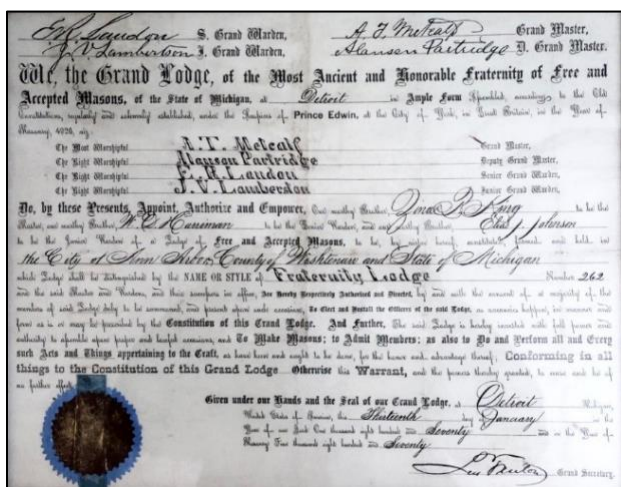 F. R. Landon S. Grand Warden, A. T. Metcalf Grand Master,
J. V. Lambertson J. Grand Warden, Alanson Partridge D. Grand Master.
We, the Grand Lodge, of the Most Ancient and Honorable Fraternity of Free and
Accepted Masons, of the State of Michigan, at Detroit in Ample Form Assembled, according to the Old
Constitutions, regularly and solemnly established, under the Auspices of Prince Edwin, at the City of York, in Great Britain, in the Year of
Masonry, 4926, viz:
The Most Worshipful A. T. Metcalf Grand Master,
The Right Worshipful Alanson Partridge Deputy Grand Master,
The Right Worshipful F. R. Landon Senior Grand Warden,
The Right Worshipful J. V. Lamberdon Junior Grand Warden,
Do, by these Presents, Appoint, Authorize and Empower, Our worthy Brother, Zina P. King to be the
Master, our worthy Brother, W. C. Hariman to be the Senior Warden, and our worthy Brother, Elas J. Johnson
to be the Junior Warden of a Lodge of Free and Accepted Masons, to be, by virtue hereof, constituted, formed and held in
the City of Ann Arbor County of Washtenaw and State of Michigan
which Lodge shall be distinguished by the NAME OR STYLE of Fraternity Lodge Number 262
and the said Master and Wardens, and their successors in office, Are Hereby Respectively Authorized and Directed, by and with the consent of a majority of the
members of said Lodge duly to be summoned, and present upon such occasions, To Elect and Install the Officers of the said Lodge, as vacancies happen, in manner and
form as is or may be prescribed by the Constitution of this Grand Lodge. And Further, The said Lodge is hereby invested with full power and
authority to assemble upon proper and lawful occasions, and To Make Masons; to Admit Members; as also to Do and Perform all and Every
such Acts and Things appertaining to the Craft, as have been and ought to be done, for the honor and advantage thereof; Conforming in all
things to the Constitution of this Grand Lodge Otherwise this Warrant, and the powers thereby granted, to cease and be of
no further effect.
Given under our Hands and the Seal of our Grand Lodge, at Detroit Michigan,
United States of America, this Thirteenth day January in the
Year of our Lord One thousand eight hundred and Seventy and in the Year of
Masonry Five thousand eight hundred and Seventy
Grand Secretary